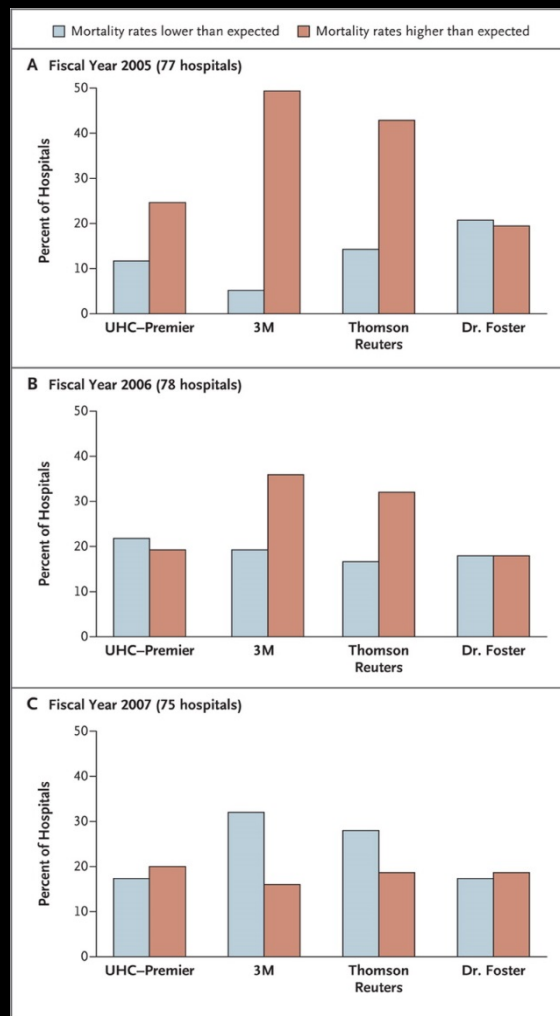 Mortality rates lower than expected Mortality rates higher than expected
A Fiscal Year 2005 (77 hospitals)
Percent of Hospitals
50
40
30
20
10
0
UHC–Premier 3M Thomson Reuters Dr. Foster
B Fiscal Year 2006 (78 hospitals)
Percent of Hospitals
50
40
30
20
10
0
UHC–Premier 3M Thomson Reuters Dr. Foster
C Fiscal Year 2007 (75 hospitals)
Percent of Hospitals
50
40
30
20
10
0
UHC–Premier 3M Thomson Reuters Dr. Foster